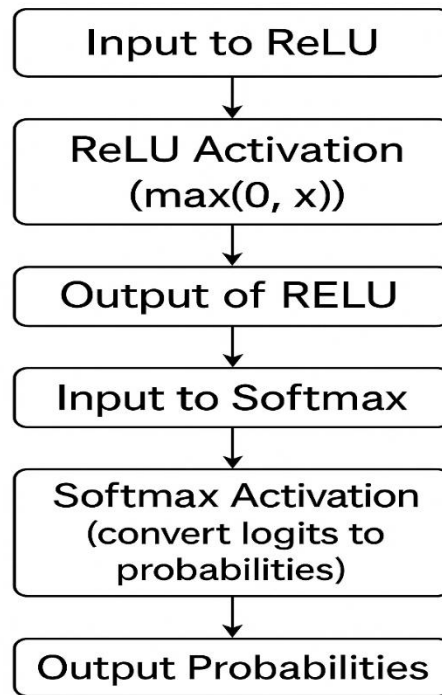 Input to ReLU
ReLU Activation
(max(0, x))
Output of RELU
Input to Softmax
Softmax Activation
(convert logits to
probabilities)
Output Probabilities